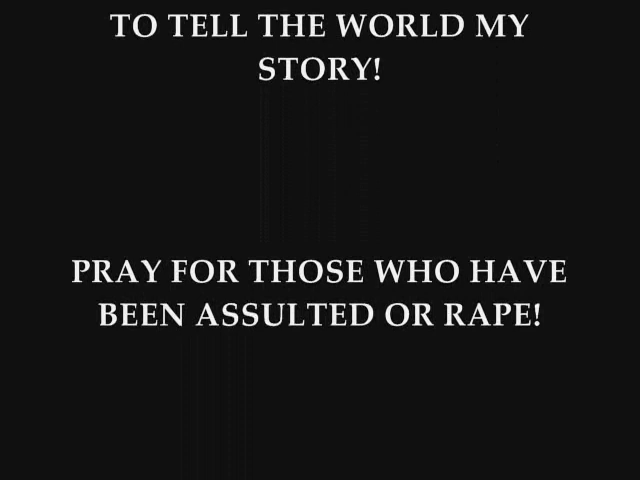 TO TELL THE WORLD MY
STORY!
PRAY FOR THOSE WHO HAVE
BEEN ASSULTED OR RAPE!